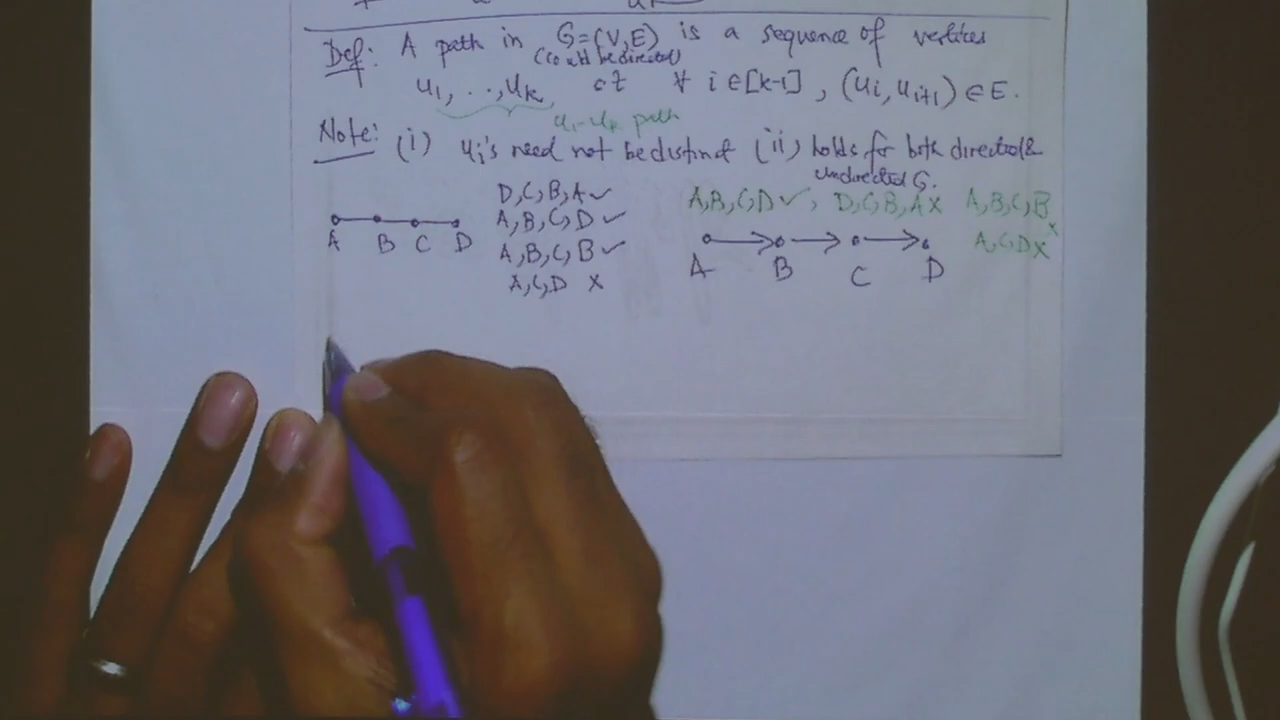 Def: A path in G=(V,E) is a sequence of vertices
(could be directed)
u1, . . , uk st ∀ i ∈ [k-1] , (ui, ui+1) ∈ E.
u1-uk path
Note: (i) ui's need not be distinct (ii) holds for both directed &
undirected G.
D,C,B,A ✓
A,B,C,D ✓
A,B,C,B ✓
A,C,D X
A B C D
A,B,C,D ✓, D,C,B,A X A,B,C,B X
A,C,D X
A B C D